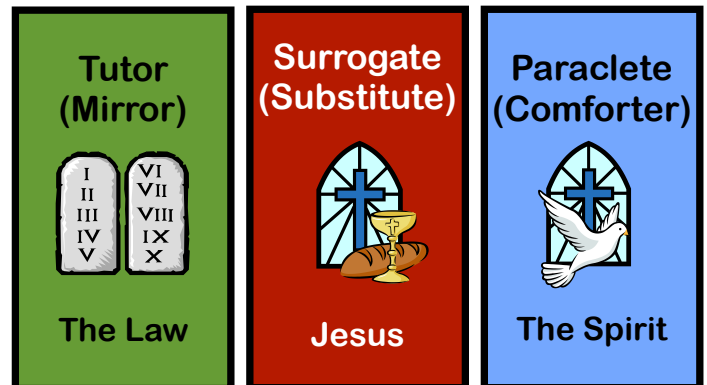 Tutor
(Mirror)
I
II
III
IV
V
VI
VII
VIII
IX
X
The Law
Surrogate
(Substitute)
Jesus
Paraclete
(Comforter)
The Spirit